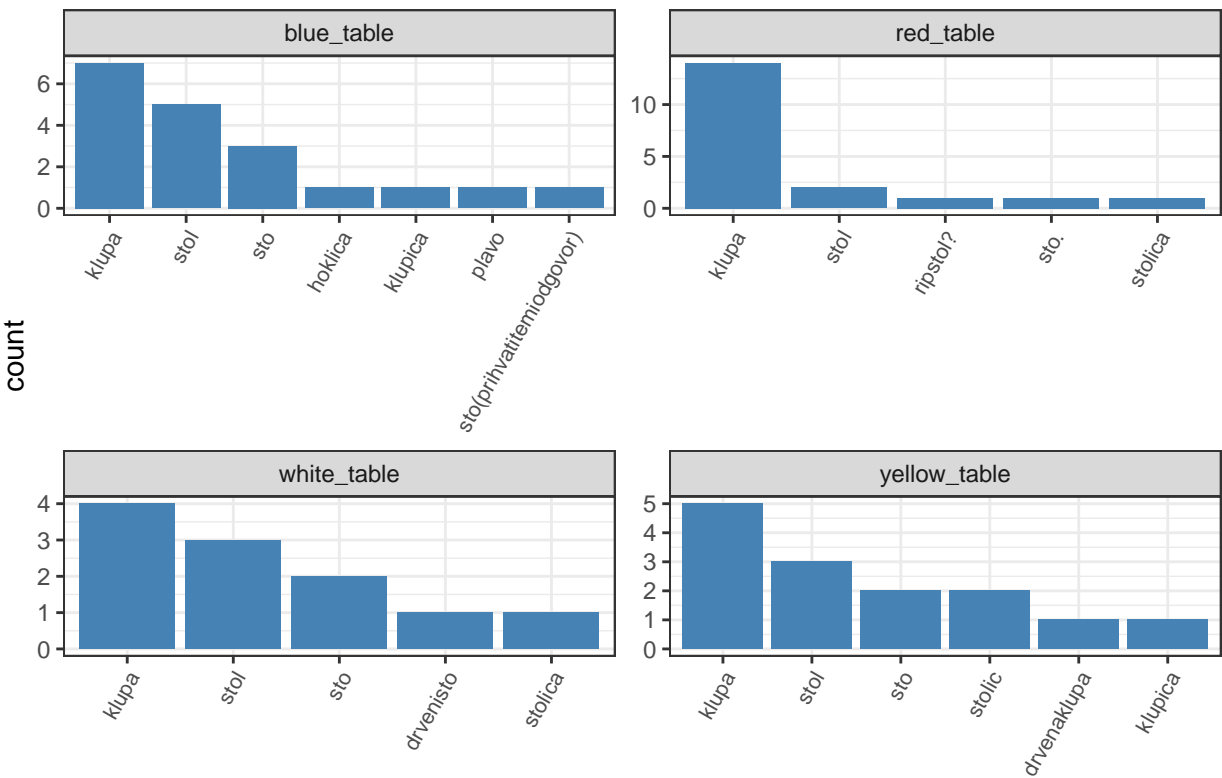 blue_table
6
4
2
0
klupa
stol
sto
hoklica
klupica
plavo
sto(prihvatitemiodgovor)
red_table
10
5
0
klupa
stol
ripstol?
sto.
stolica
count
white_table
4
3
2
1
0
klupa
stol
sto
drvenisto
stolica
yellow_table
5
4
3
2
1
0
klupa
stol
sto
stolic
drvenaklupa
klupica